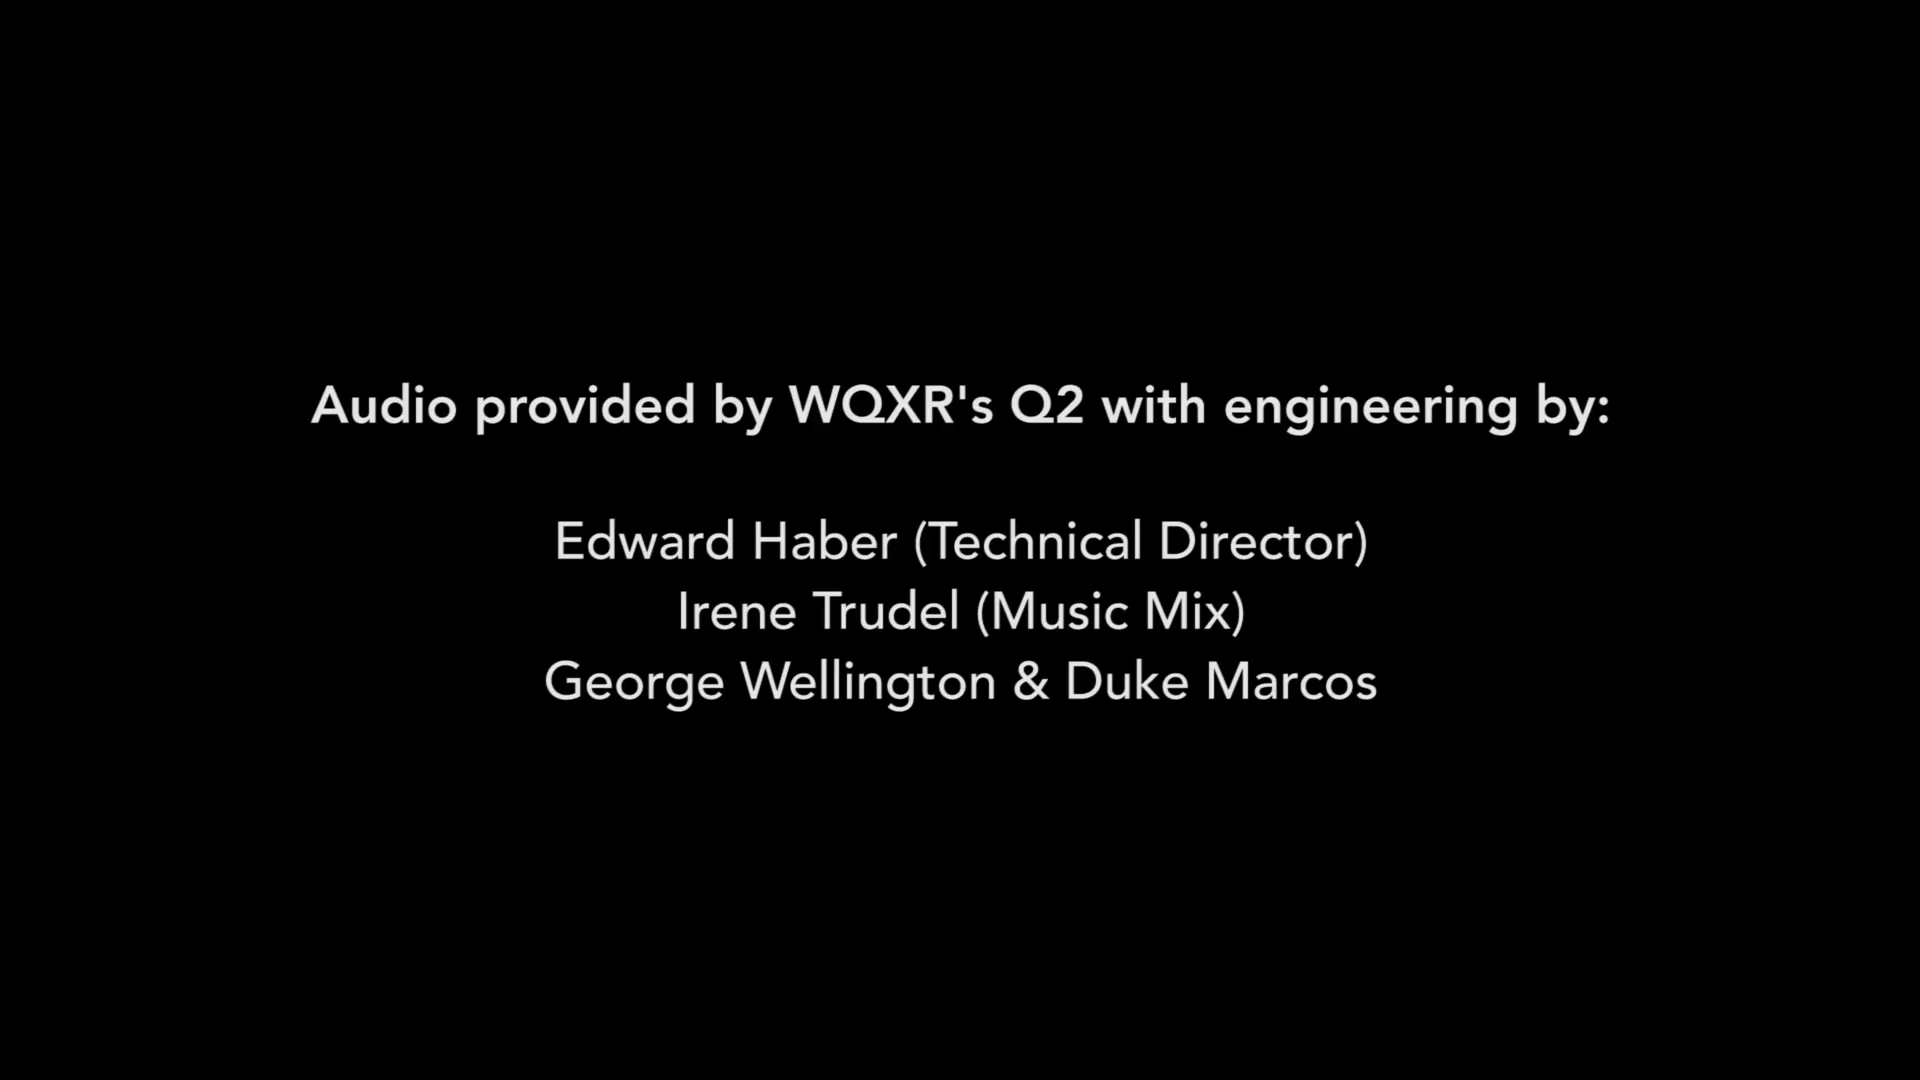 Audio provided by WQXR's Q2 with engineering by:
Edward Haber (Technical Director)
Irene Trudel (Music Mix)
George Wellington & Duke Marcos